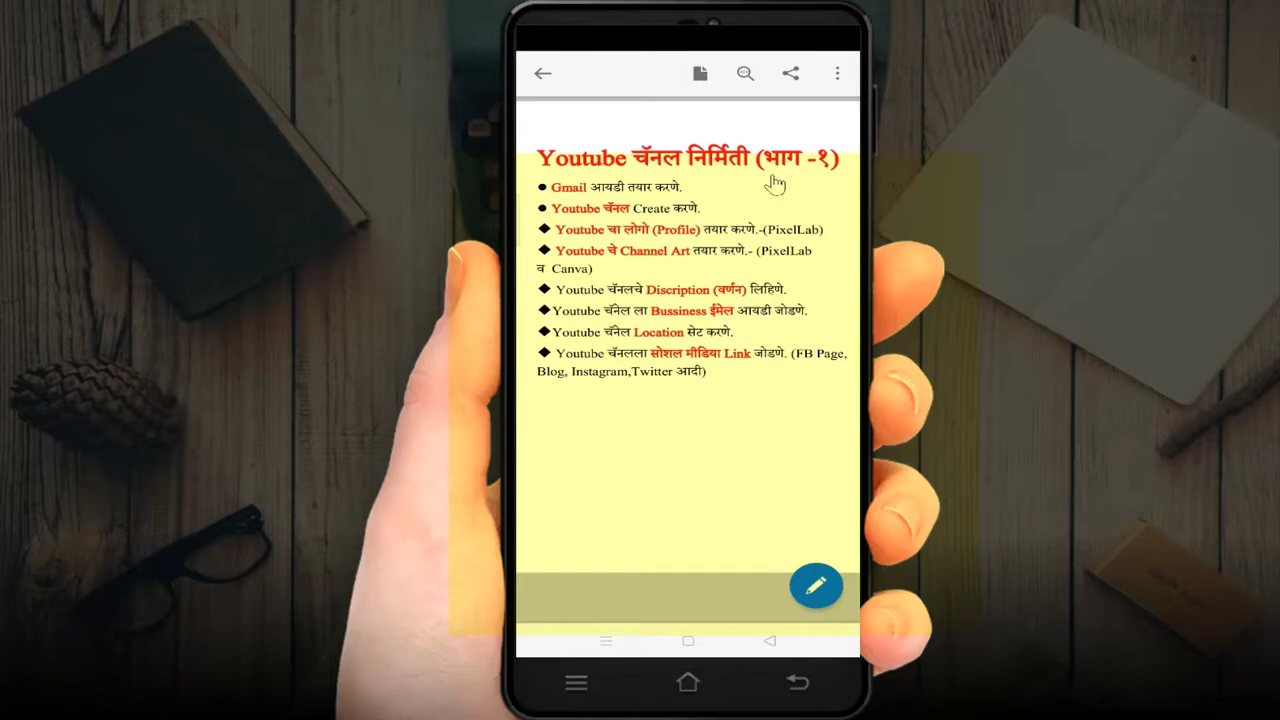 Youtube चॅनल निर्मिती (भाग -१)
● Gmail आयडी तयार करणे.
● Youtube चॅनल Create करणे.
◆ Youtube चा लोगो (Profile) तयार करणे.-(PixelLab)
◆ Youtube चे Channel Art तयार करणे.- (PixelLab
व Canva)
◆ Youtube चॅनलचे Discription (वर्णन) लिहिणे.
◆Youtube चॅनेल ला Bussiness ईमेल आयडी जोडणे.
◆Youtube चॅनेल Location सेट करणे.
◆ Youtube चॅनलला सोशल मीडिया Link जोडणे. (FB Page,
Blog, Instagram,Twitter आदी)